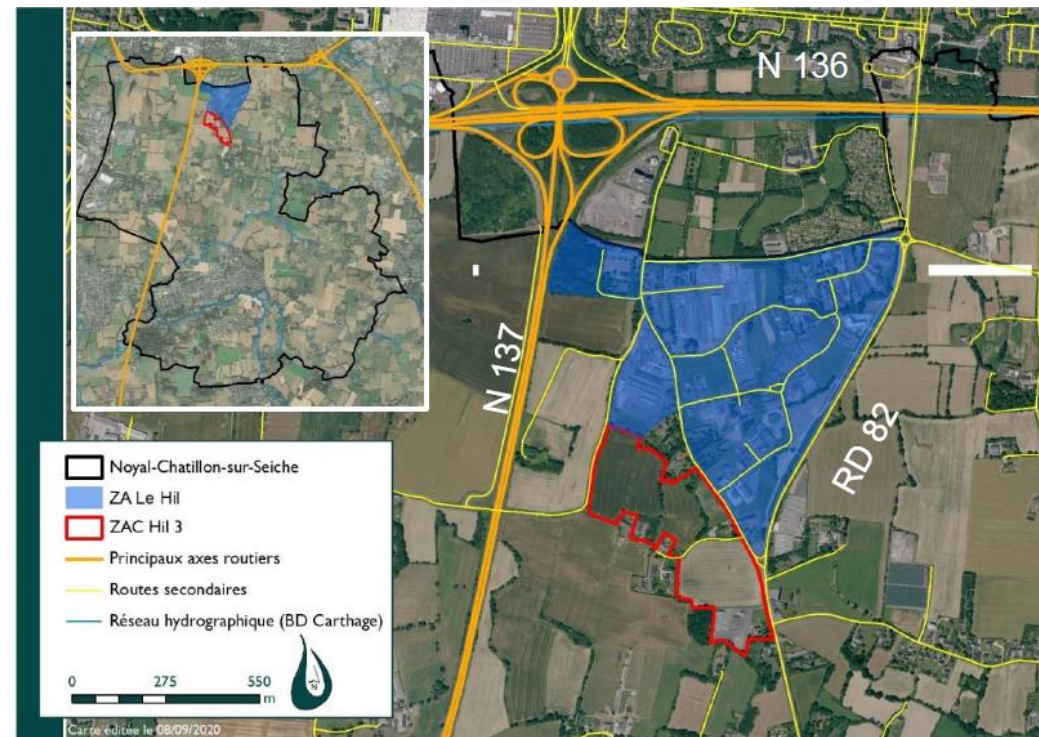 N 136
N 137
RD 82
Noyal-Chatillon-sur-Seiche
ZA Le Hil
ZAC Hil 3
Principaux axes routiers
Routes secondaires
Réseau hydrographique (BD Carthage)
0 275 550
m
N
Carte éditée le 08/09/2020